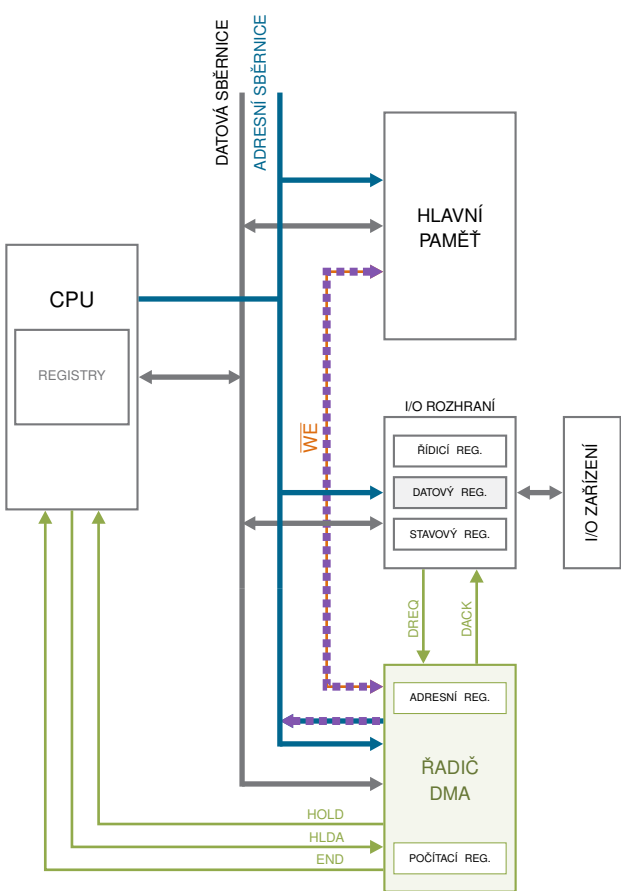 DATOVÁ SBĚRNICE
ADRESNÍ SBĚRNICE
HLAVNÍ
PAMĚŤ
CPU
REGISTRY
WE
I/O ROZHRANÍ
ŘÍDICÍ REG.
DATOVÝ REG.
STAVOVÝ REG.
I/O ZAŘÍZENÍ
DREQ
DACK
ADRESNÍ REG.
ŘADIČ
DMA
POČÍTACÍ REG.
HOLD
HLDA
END